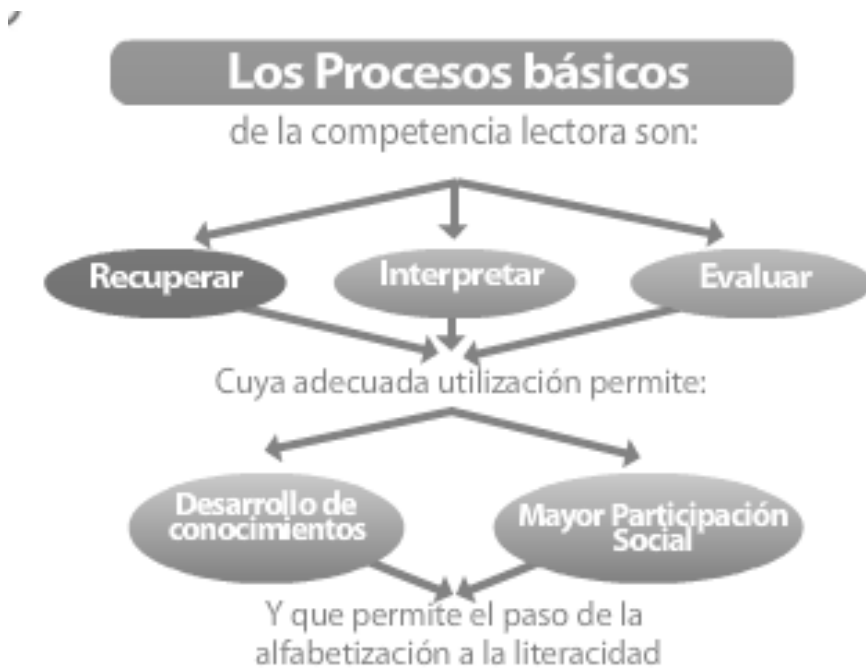 Los Procesos básicos
de la competencia lectora son:
Recuperar
Interpretar
Evaluar
Cuya adecuada utilización permite:
Desarrollo de
conocimientos
Mayor Participación
Social
Y que permite el paso de la
alfabetización a la literacidad